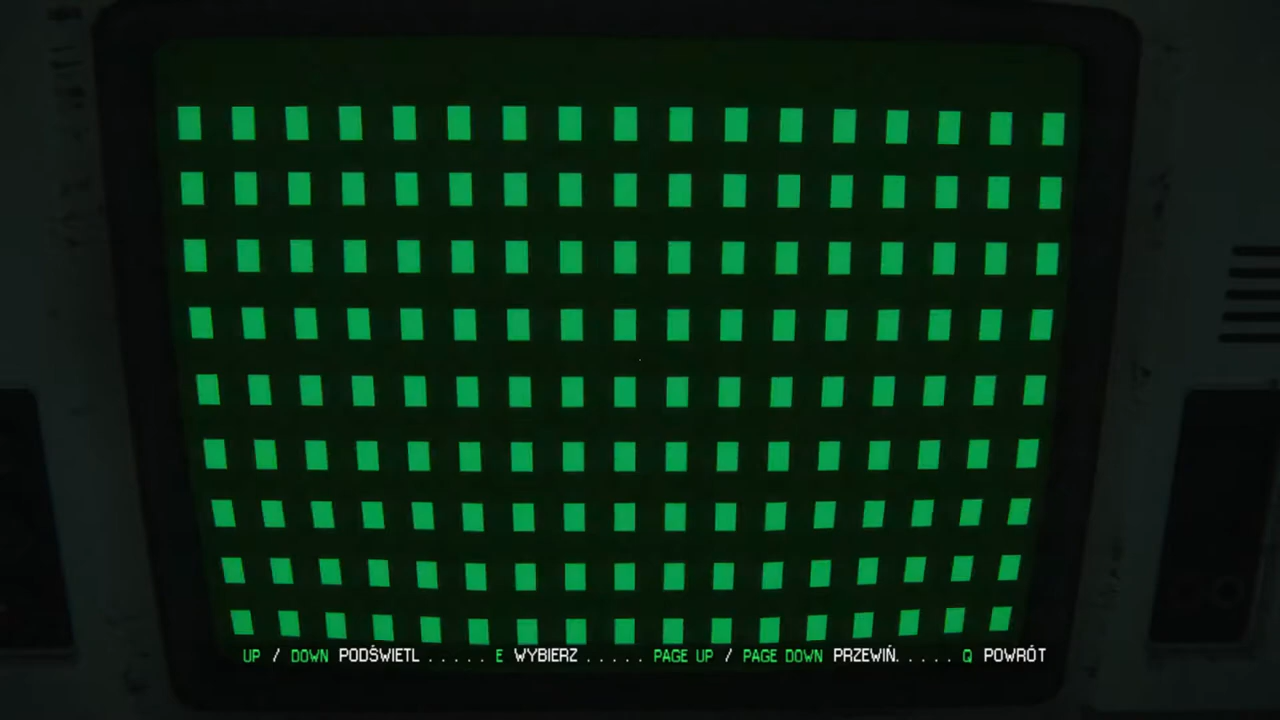 UP / DOWN PODŚWIETL . . . . . E WYBIERZ . . . . . PAGE UP / PAGE DOWN PRZEWIŃ. . . . . Q POWRÓT